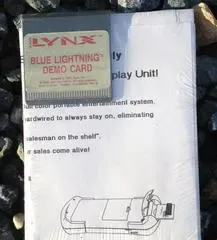 LYNX
BLUE LIGHTNING™
DEMO CARD
ly
play Unit!
color portable entertainment system.
hardwired to always stay on, eliminating
salesman on the shelf".
r sales come alive!